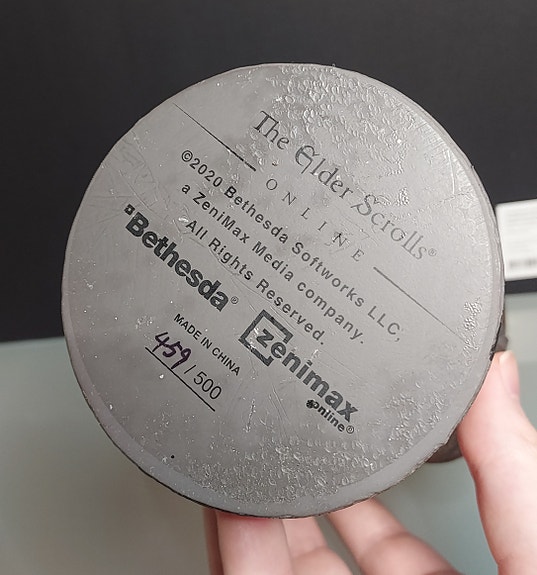 The Elder Scrolls®
ONLINE
©2020 Bethesda Softworks LLC,
a ZeniMax Media company.
All Rights Reserved.
Bethesda®
zenimax
online®
MADE IN CHINA
459/500